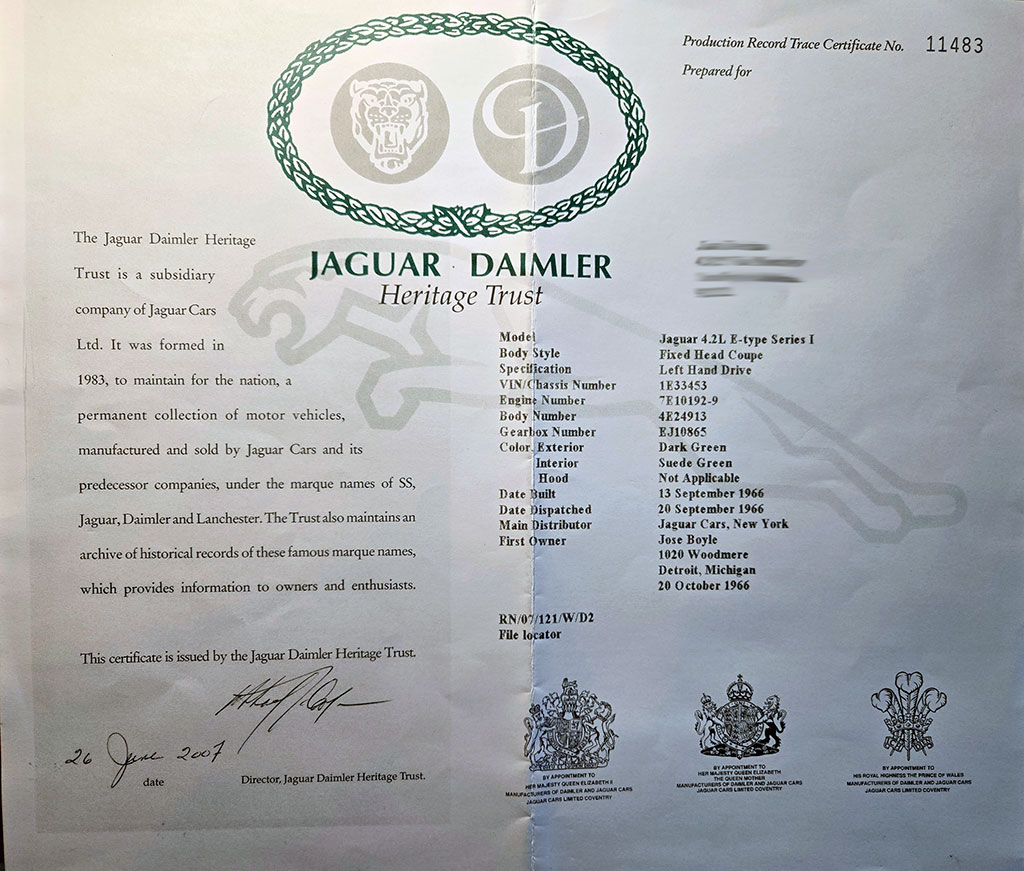 Production Record Trace Certificate No. 11483
Prepared for
JAGUAR · DAIMLER
Heritage Trust
The Jaguar Daimler Heritage
Trust is a subsidiary
company of Jaguar Cars
Ltd. It was formed in
1983, to maintain for the nation, a
permanent collection of motor vehicles,
manufactured and sold by Jaguar Cars and its
predecessor companies, under the marque names of SS,
Jaguar, Daimler and Lanchester. The Trust also maintains an
archive of historical records of these famous marque names,
which provides information to owners and enthusiasts.
This certificate is issued by the Jaguar Daimler Heritage Trust.
26 June 2007
date
Director, Jaguar Daimler Heritage Trust.
Model Jaguar 4.2L E-type Series I
Body Style Fixed Head Coupe
Specification Left Hand Drive
VIN/Chassis Number 1E33453
Engine Number 7E10192-9
Body Number 4E24913
Gearbox Number EJ10865
Color Exterior Dark Green
Interior Suede Green
Hood Not Applicable
Date Built 13 September 1966
Date Dispatched 20 September 1966
Main Distributor Jaguar Cars, New York
First Owner Jose Boyle
1020 Woodmere
Detroit, Michigan
20 October 1966
RN/07/121/W/D2
File locator
BY APPOINTMENT TO
HER MAJESTY QUEEN ELIZABETH II
MANUFACTURERS OF DAIMLER AND JAGUAR CARS
JAGUAR CARS LIMITED COVENTRY
BY APPOINTMENT TO
HER MAJESTY QUEEN ELIZABETH
THE QUEEN MOTHER
MANUFACTURERS OF DAIMLER AND JAGUAR CARS
JAGUAR CARS LIMITED COVENTRY
BY APPOINTMENT TO
HIS ROYAL HIGHNESS THE PRINCE OF WALES
MANUFACTURERS OF DAIMLER AND JAGUAR CARS
JAGUAR CARS LIMITED COVENTRY